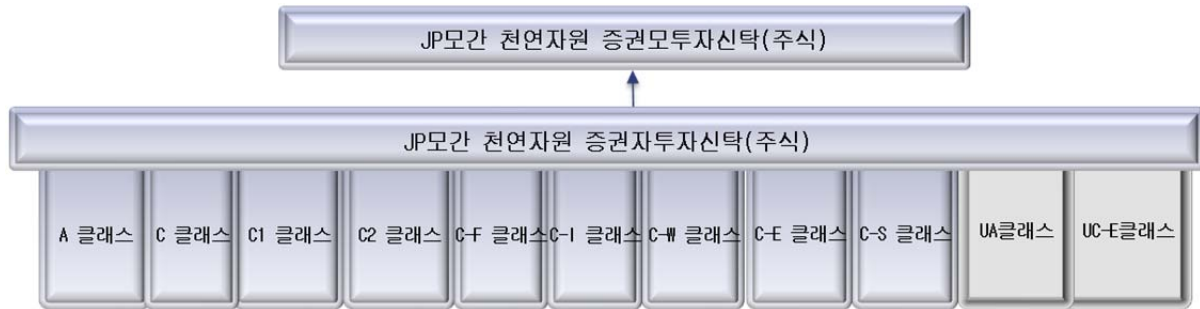 JP모간 천연자원 증권모투자신탁(주식)
JP모간 천연자원 증권자투자신탁(주식)
A 클래스 C 클래스 C1 클래스 C2 클래스 C-F 클래스 C-I 클래스 C-W 클래스 C-E 클래스 C-S 클래스 UA클래스 UC-E클래스